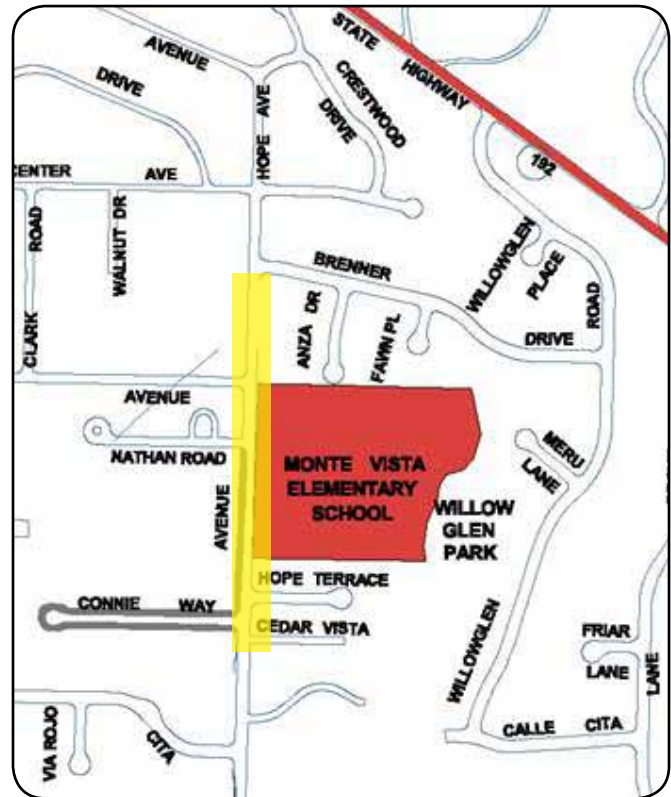 STATE HIGHWAY
AVENUE
DRIVE
HOPE AVE
CRESTWOOD
DRIVE
192
CENTER AVE
ROAD
WALNUT DR
CLARK
BRENNER
DRIVE
WILLOWGLEN
PLACE
ROAD
ANZA DR
FAWN PL
AVENUE
NATHAN ROAD
AVENUE
MONTE VISTA
ELEMENTARY
SCHOOL
WILLOW
GLEN
PARK
MERU
LANE
HOPE TERRACE
CONNIE WAY
CEDAR VISTA
WILLOWGLEN
FRIAR
LANE
LANE
CALLE CITA
VIA ROJO
CITA